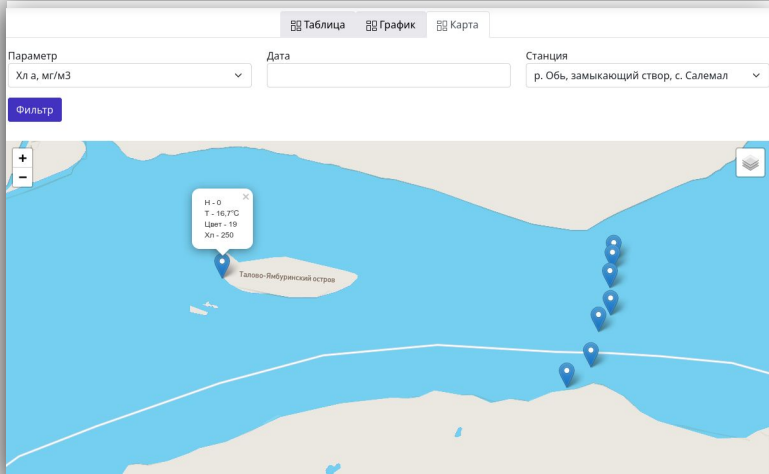 Таблица
График
Карта
Параметр
Дата
Станция
Хл а, мг/м3
р. Обь, замыкающий створ, с. Салемал
Фильтр
+
−
×
Н - 0
Т - 16,7°С
Цвет - 19
Хл - 250
Талово-Ямбуринский остров